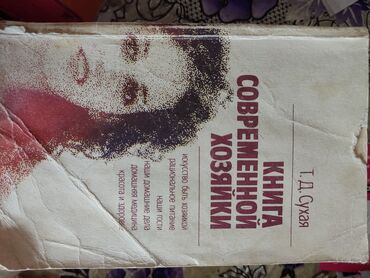 Т. Д. Сухая
КНИГА
СОВРЕМЕННОЙ
ХОЗЯЙКИ
искусство быть хозяйкой
рациональное питание
наши гости
наши домашние дела
домашняя медицина
красота и здоровье